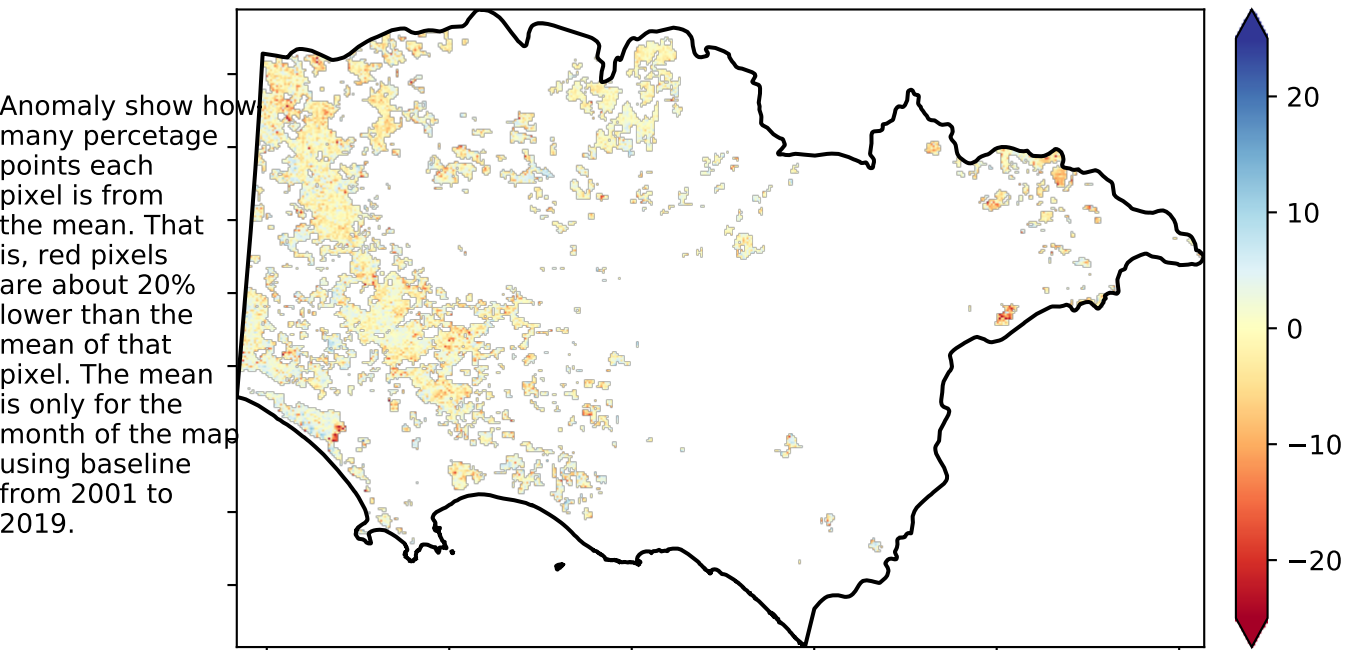 Anomaly show how
many percetage
points each
pixel is from
the mean. That
is, red pixels
are about 20%
lower than the
mean of that
pixel. The mean
is only for the
month of the map
using baseline
from 2001 to
2019.
20
10
0
−10
−20